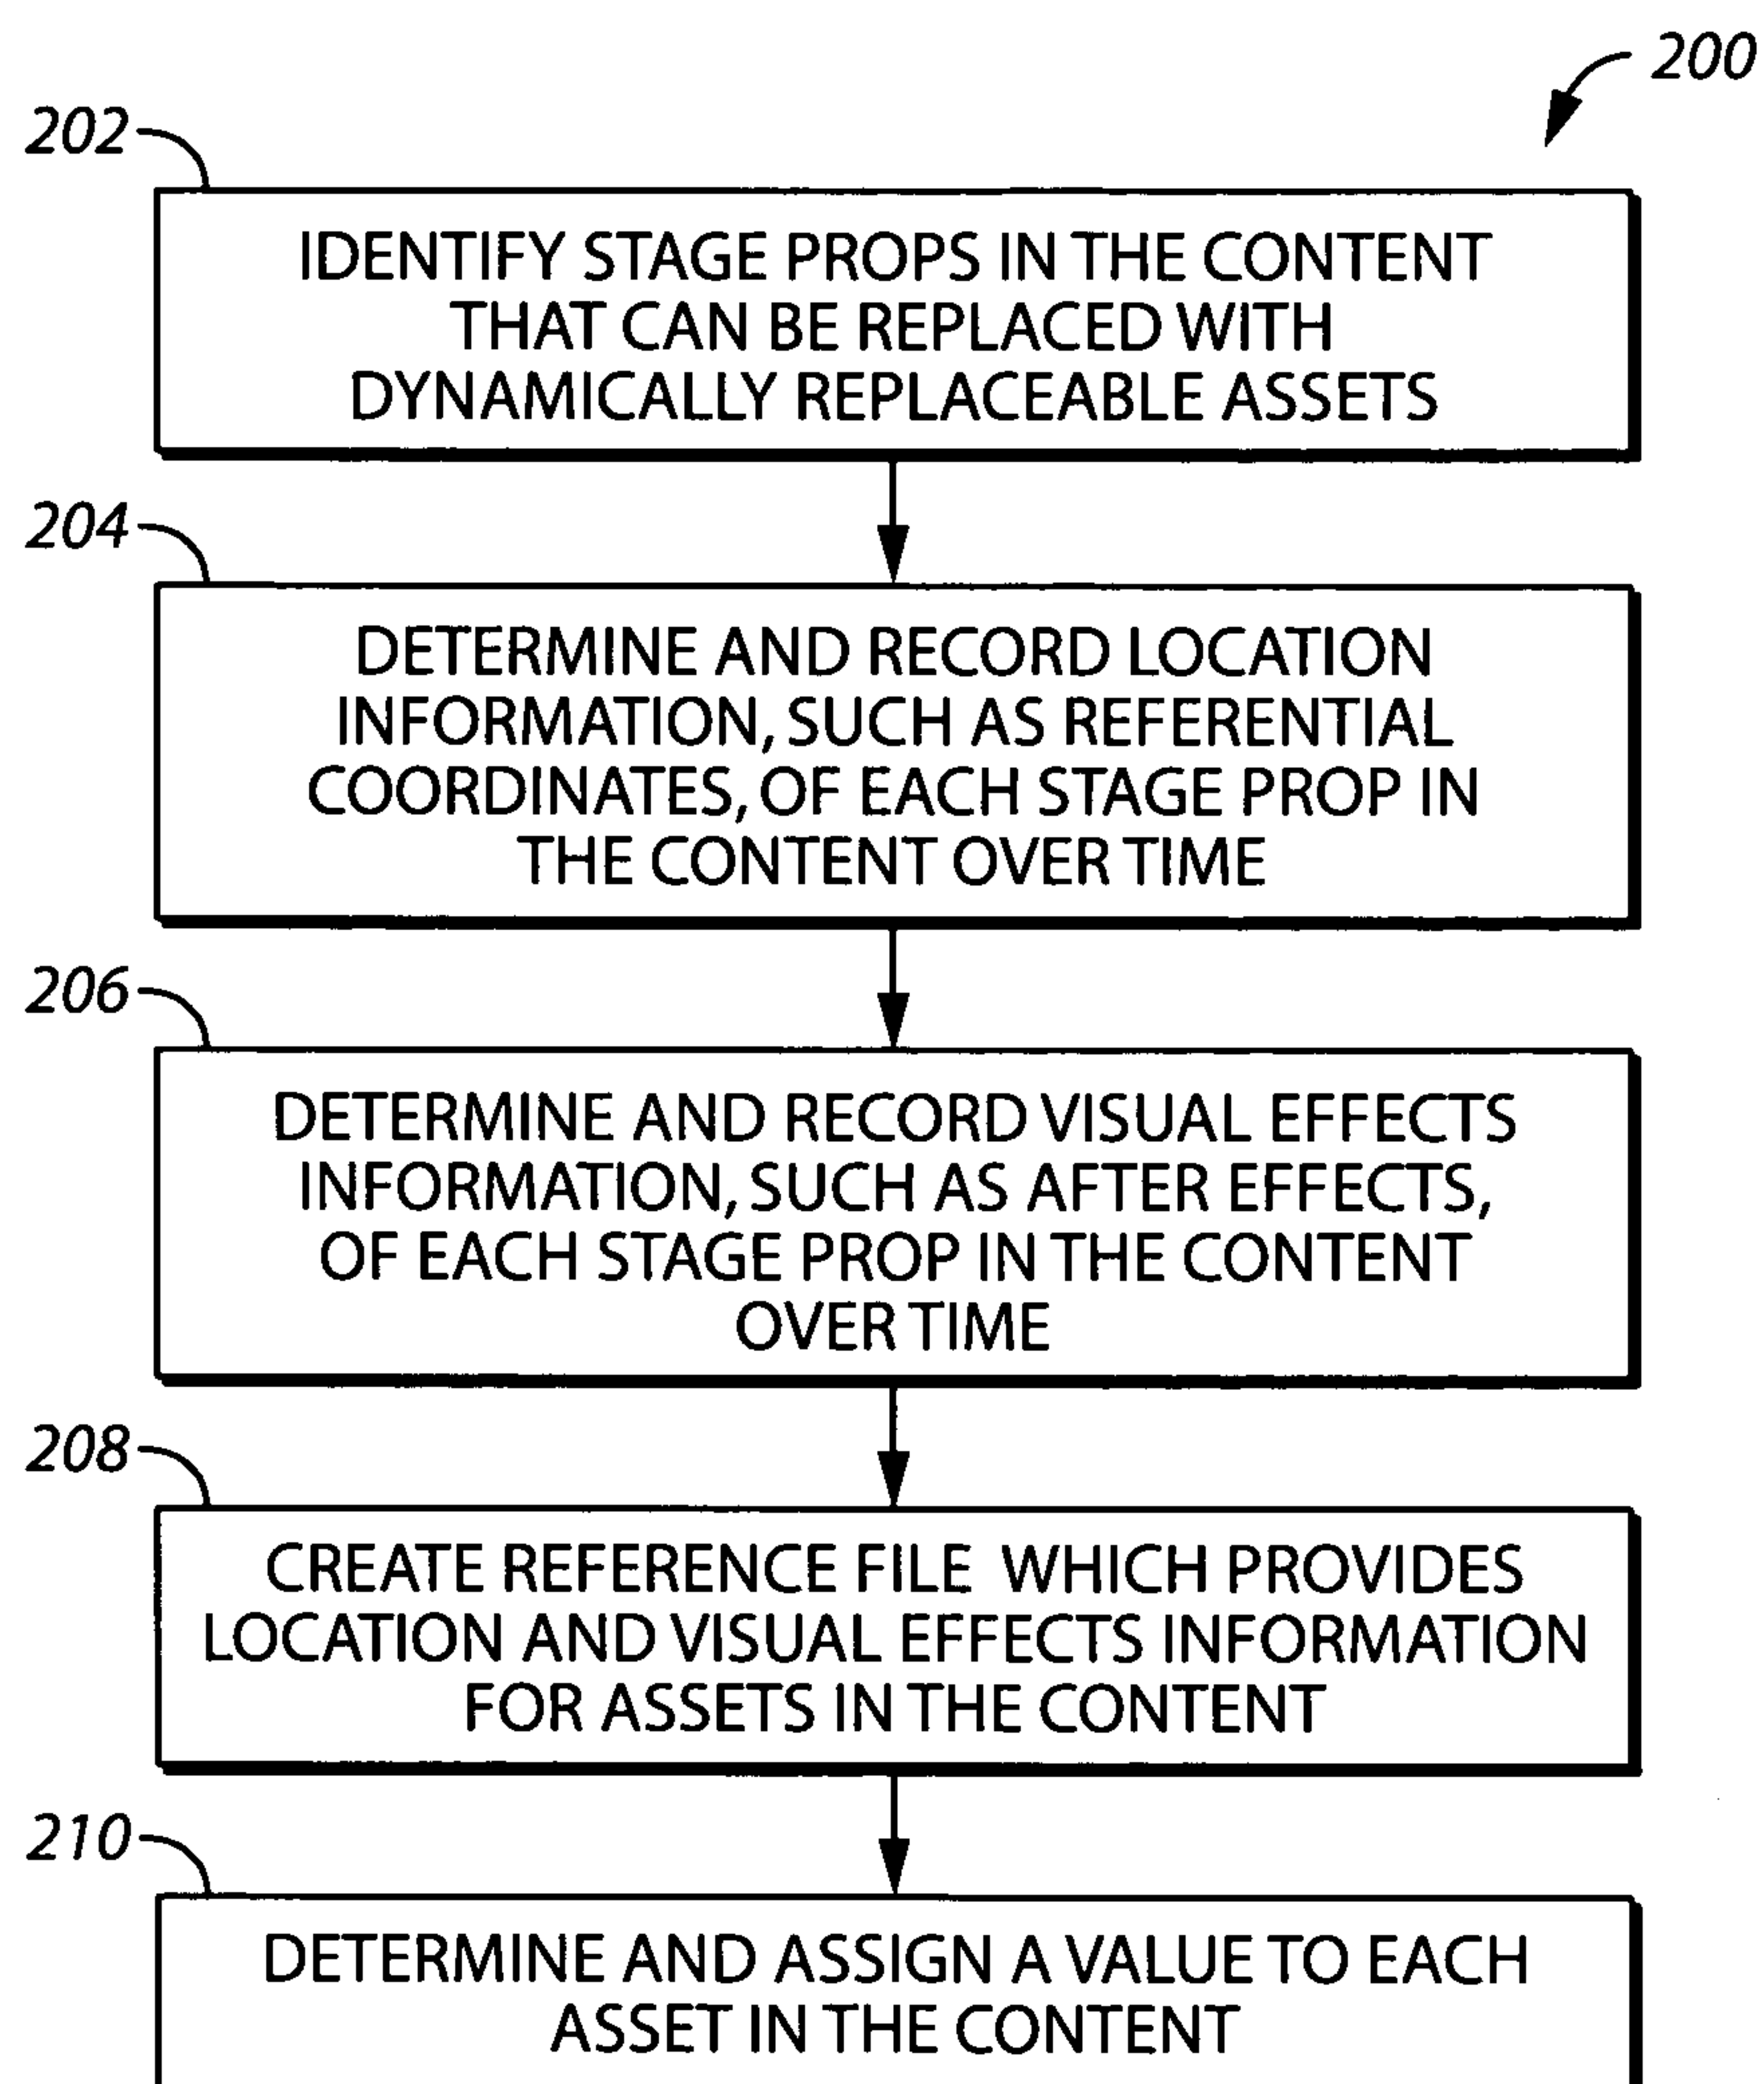 200
202
IDENTIFY STAGE PROPS IN THE CONTENT
THAT CAN BE REPLACED WITH
DYNAMICALLY REPLACEABLE ASSETS
204
DETERMINE AND RECORD LOCATION
INFORMATION, SUCH AS REFERENTIAL
COORDINATES, OF EACH STAGE PROP IN
THE CONTENT OVER TIME
206
DETERMINE AND RECORD VISUAL EFFECTS
INFORMATION, SUCH AS AFTER EFFECTS,
OF EACH STAGE PROP IN THE CONTENT
OVER TIME
208
CREATE REFERENCE FILE WHICH PROVIDES
LOCATION AND VISUAL EFFECTS INFORMATION
FOR ASSETS IN THE CONTENT
210
DETERMINE AND ASSIGN A VALUE TO EACH
ASSET IN THE CONTENT